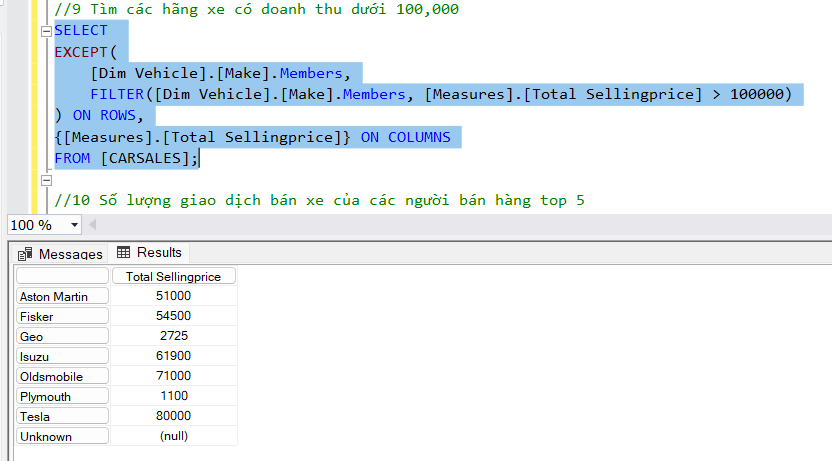 //9 Tìm các hãng xe có doanh thu dưới 100,000
SELECT
EXCEPT(
[Dim Vehicle].[Make].Members,
FILTER([Dim Vehicle].[Make].Members, [Measures].[Total Sellingprice] > 100000)
) ON ROWS,
{[Measures].[Total Sellingprice]} ON COLUMNS
FROM [CARSALES];
//10 Số lượng giao dịch bán xe của các người bán hàng top 5
100 %
Messages Results
Total Sellingprice
Aston Martin 51000
Fisker 54500
Geo 2725
Isuzu 61900
Oldsmobile 71000
Plymouth 1100
Tesla 80000
Unknown (null)